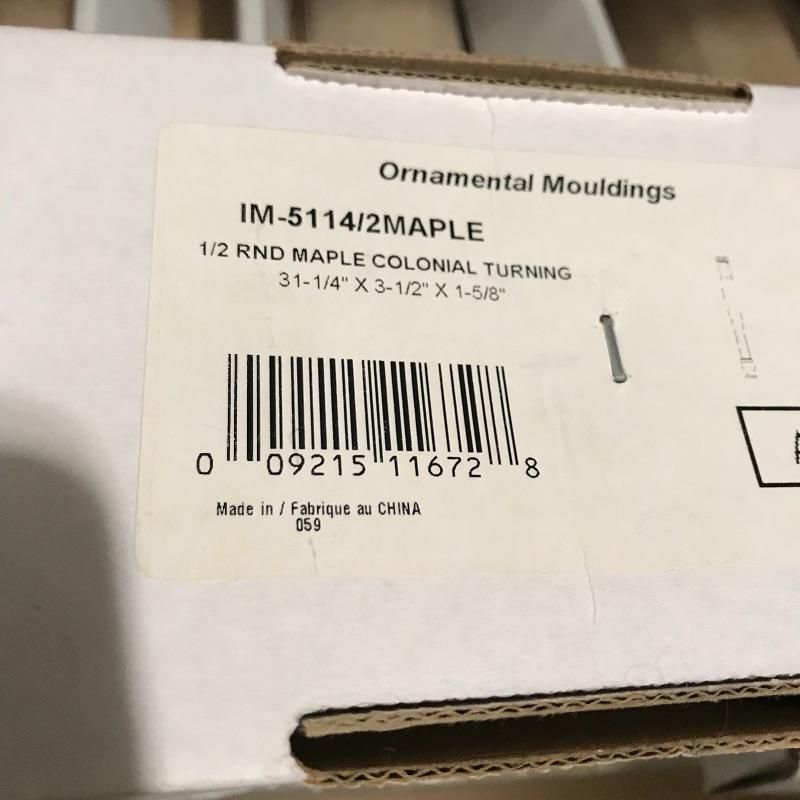 Ornamental Mouldings
IM-5114/2MAPLE
1/2 RND MAPLE COLONIAL TURNING
31-1/4" X 3-1/2" X 1-5/8"
0 09215 11672 8
Made in / Fabrique au CHINA
059